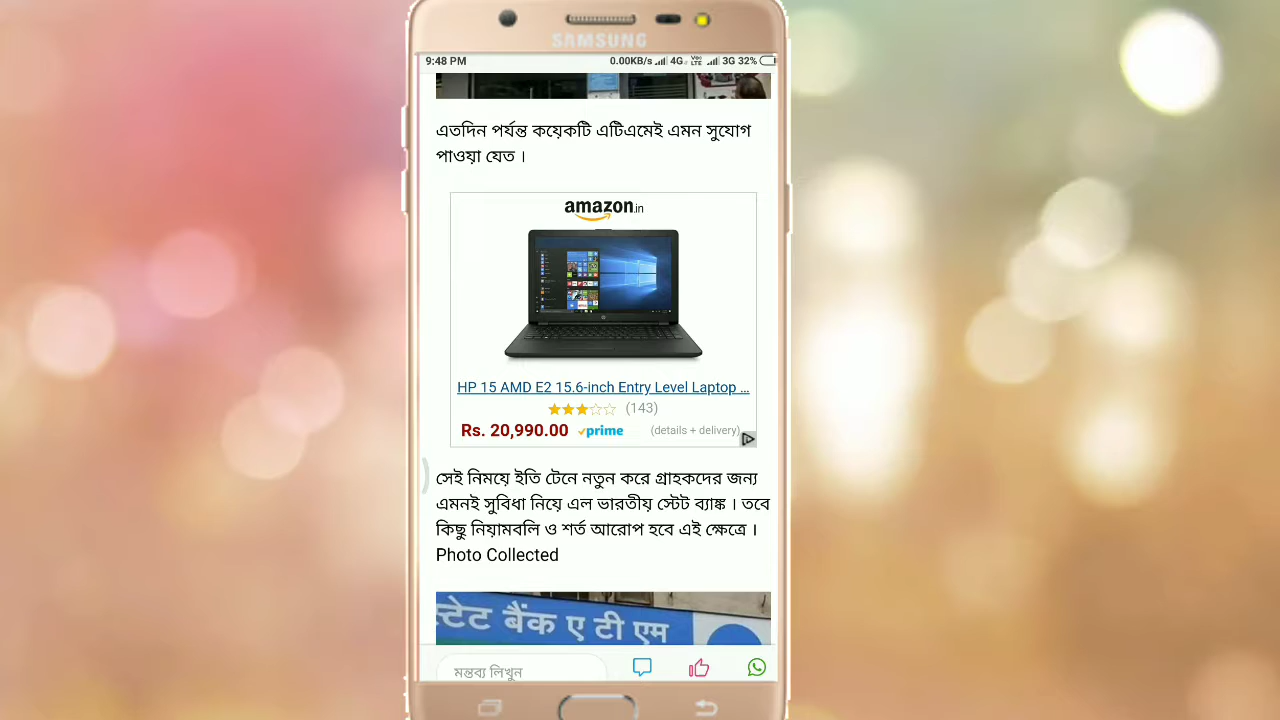 SAMSUNG
9:48 PM 0.00KB/s 4G Vo LTE 3G 32%
এতদিন পর্যন্ত কয়েকটি এটিএমেই এমন সুযোগ
পাওয়া যেত ।
amazon.in
HP 15 AMD E2 15.6-inch Entry Level Laptop ...
(143)
Rs. 20,990.00 prime (details + delivery)
সেই নিময়ে ইতি টেনে নতুন করে গ্রাহকদের জন্য
এমনই সুবিধা নিয়ে এল ভারতীয় স্টেট ব্যাঙ্ক । তবে
কিছু নিয়ামবলি ও শর্ত আরোপ হবে এই ক্ষেত্রে ।
Photo Collected
स्टेट बैंक ए टी एम
মন্তব্য লিখুন